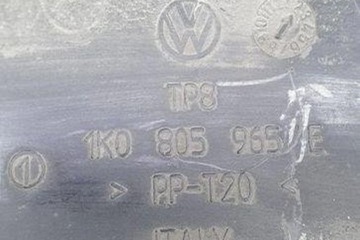 TP8
1K0 805 965 E
> PP-T20 <
ITALY